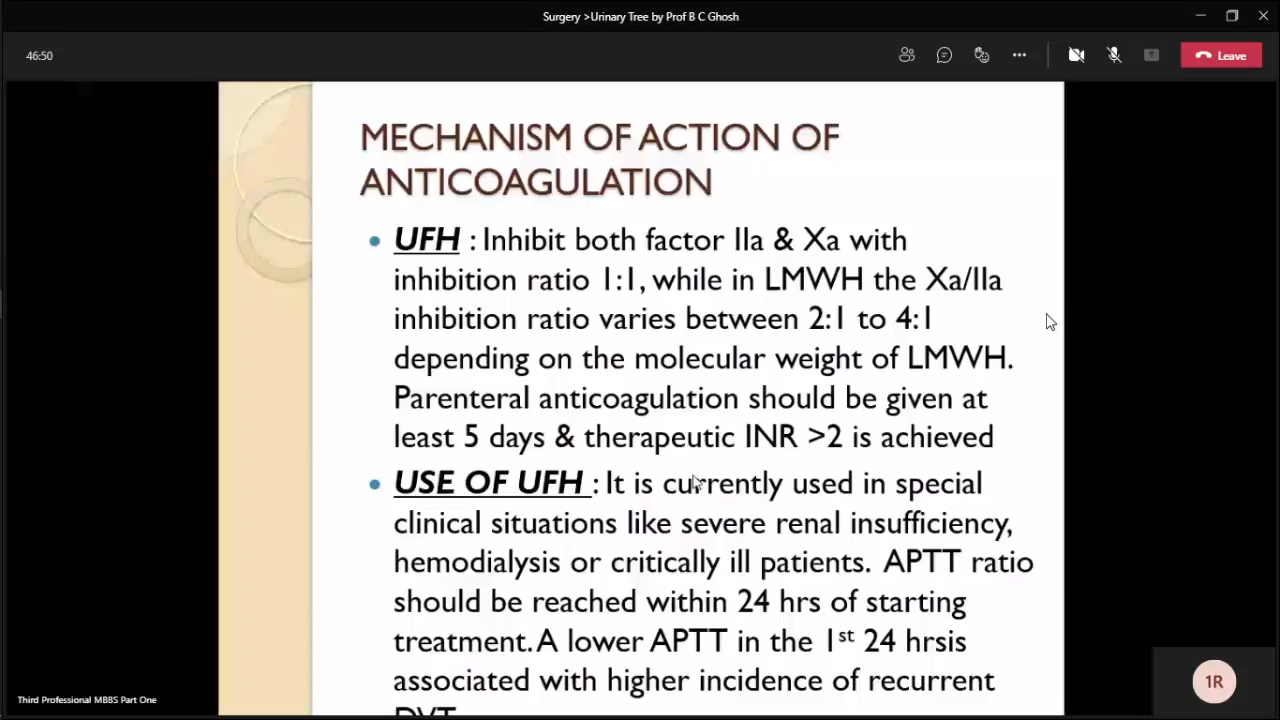 Surgery >Urinary Tree by Prof B C Ghosh
46:50
Leave
MECHANISM OF ACTION OF
ANTICOAGULATION
UFH : Inhibit both factor IIa & Xa with
inhibition ratio 1:1, while in LMWH the Xa/IIa
inhibition ratio varies between 2:1 to 4:1
depending on the molecular weight of LMWH.
Parenteral anticoagulation should be given at
least 5 days & therapeutic INR >2 is achieved
USE OF UFH : It is currently used in special
clinical situations like severe renal insufficiency,
hemodialysis or critically ill patients. APTT ratio
should be reached within 24 hrs of starting
treatment. A lower APTT in the 1st 24 hrsis
associated with higher incidence of recurrent
DVT
Third Professional MBBS Part One
1R